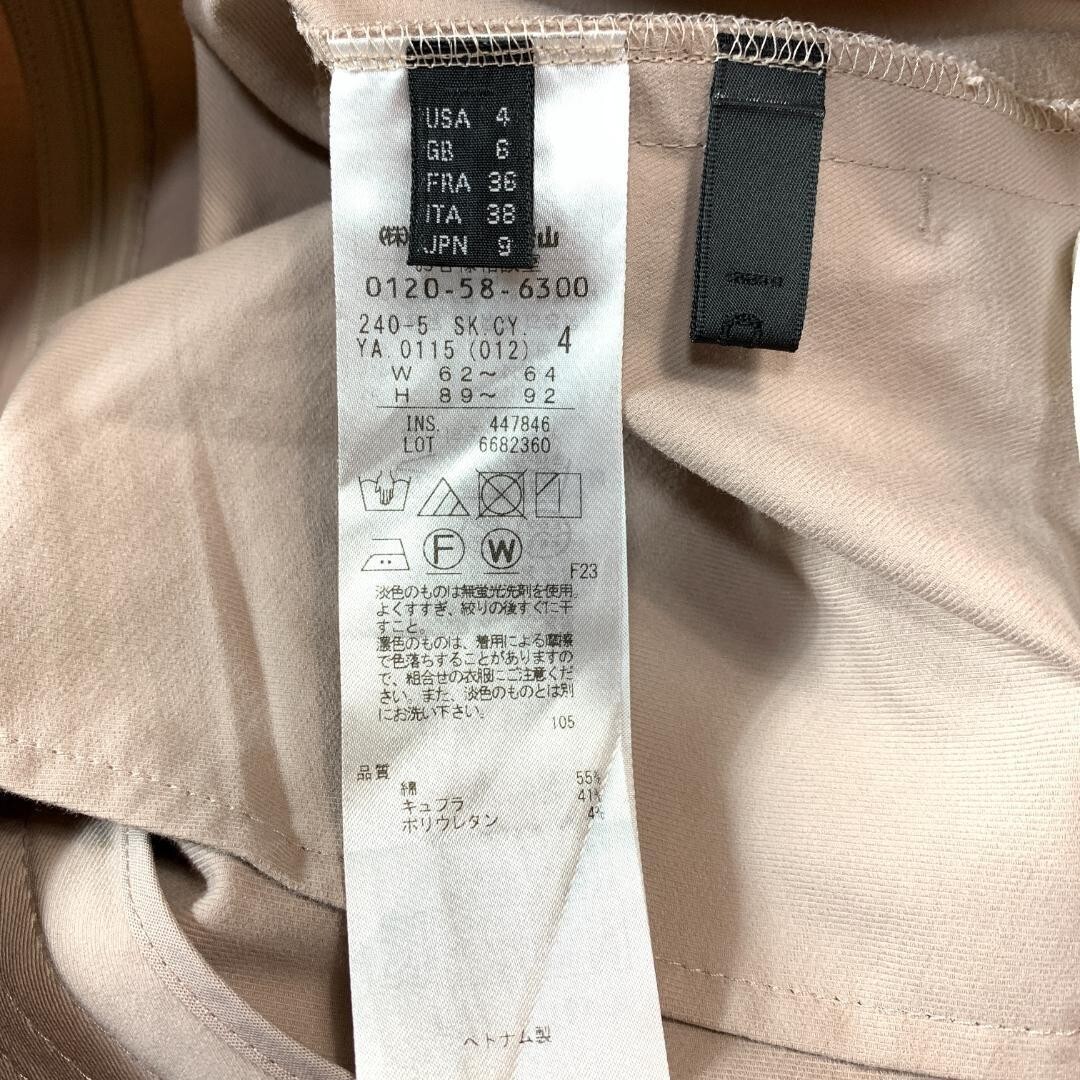 USA 4
GB 6
FRA 36
ITA 38
JPN 9
㈱ 山
0120-58-6300
240-5 SK.CY.
YA 0115 (012) 4
W 62～ 64
H 89～ 92
INS. 447846
LOT 6682360
F W
F23
淡色のものは無蛍光洗剤を使用。
よくすすぎ、絞りの後すぐに干
すこと。
濃色のものは、着用による摩擦
で色落ちすることがありますの
で、組合せの衣服にご注意くだ
さい。また、淡色のものとは別
にお洗い下さい。
105
品質
綿 55%
キュプラ 41%
ポリウレタン 4%
ベトナム製